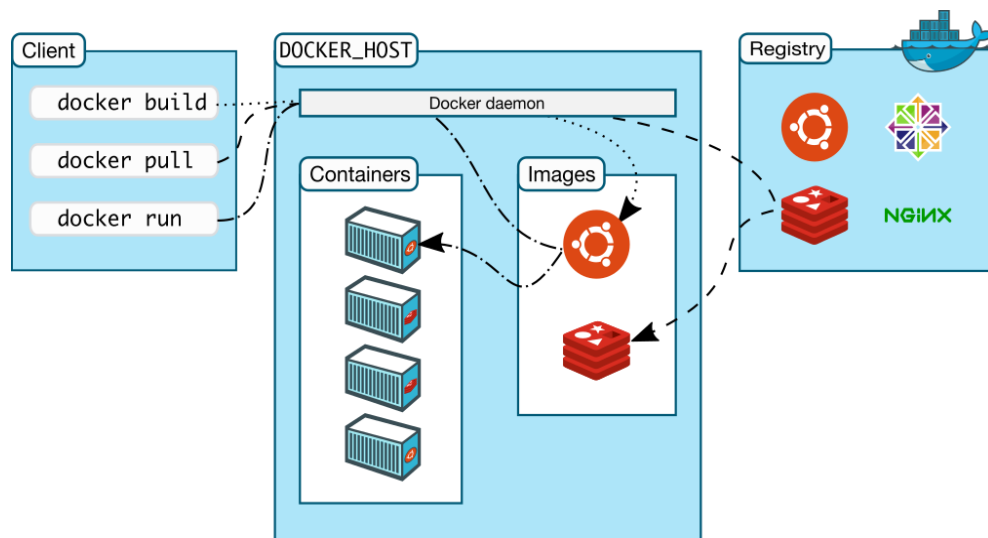 Client
docker build
docker pull
docker run
DOCKER_HOST
Docker daemon
Containers
Images
Registry
NGiNX